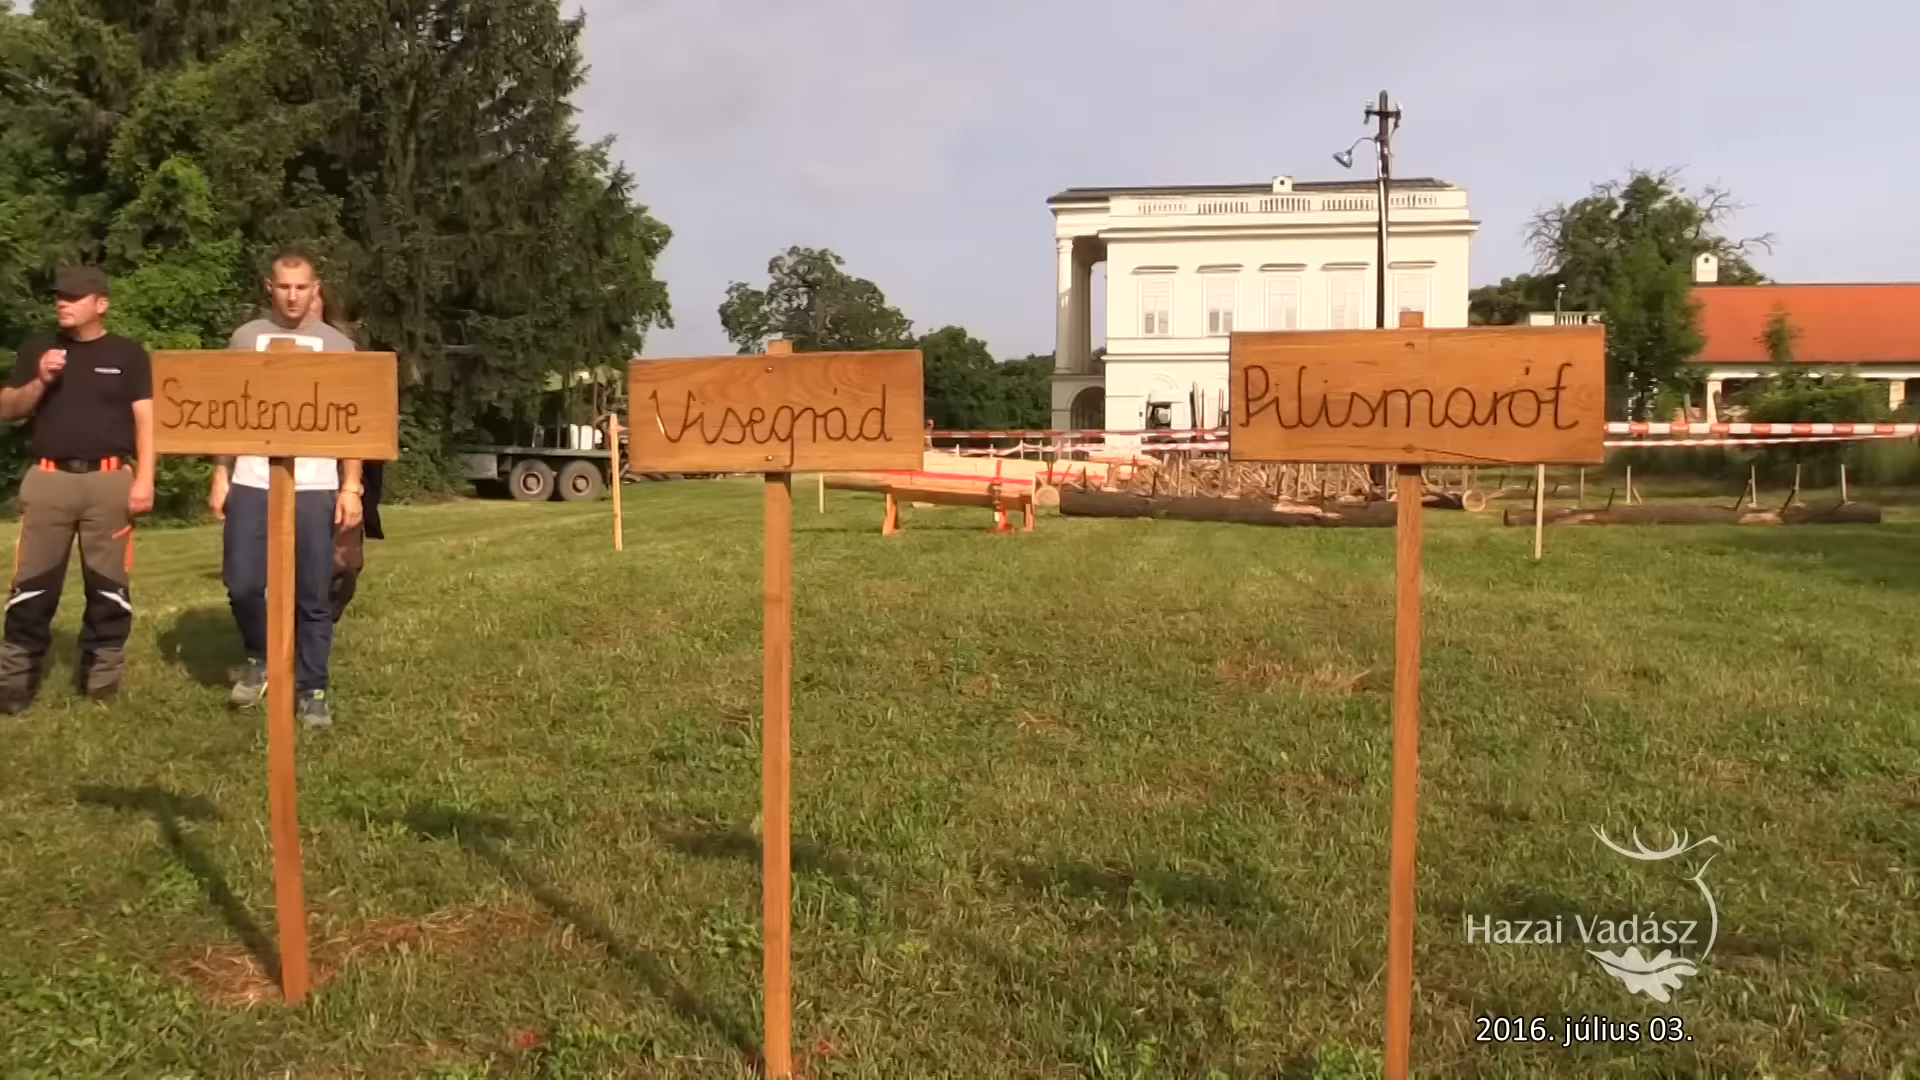 Szentendre
Visegrád
Pilismarót
Hazai Vadász
2016. július 03.